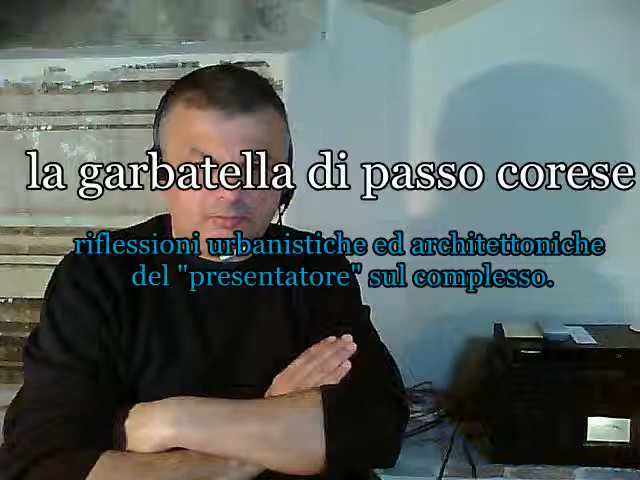 la garbatella di passo corese
riflessioni urbanistiche ed architettoniche
del "presentatore" sul complesso.